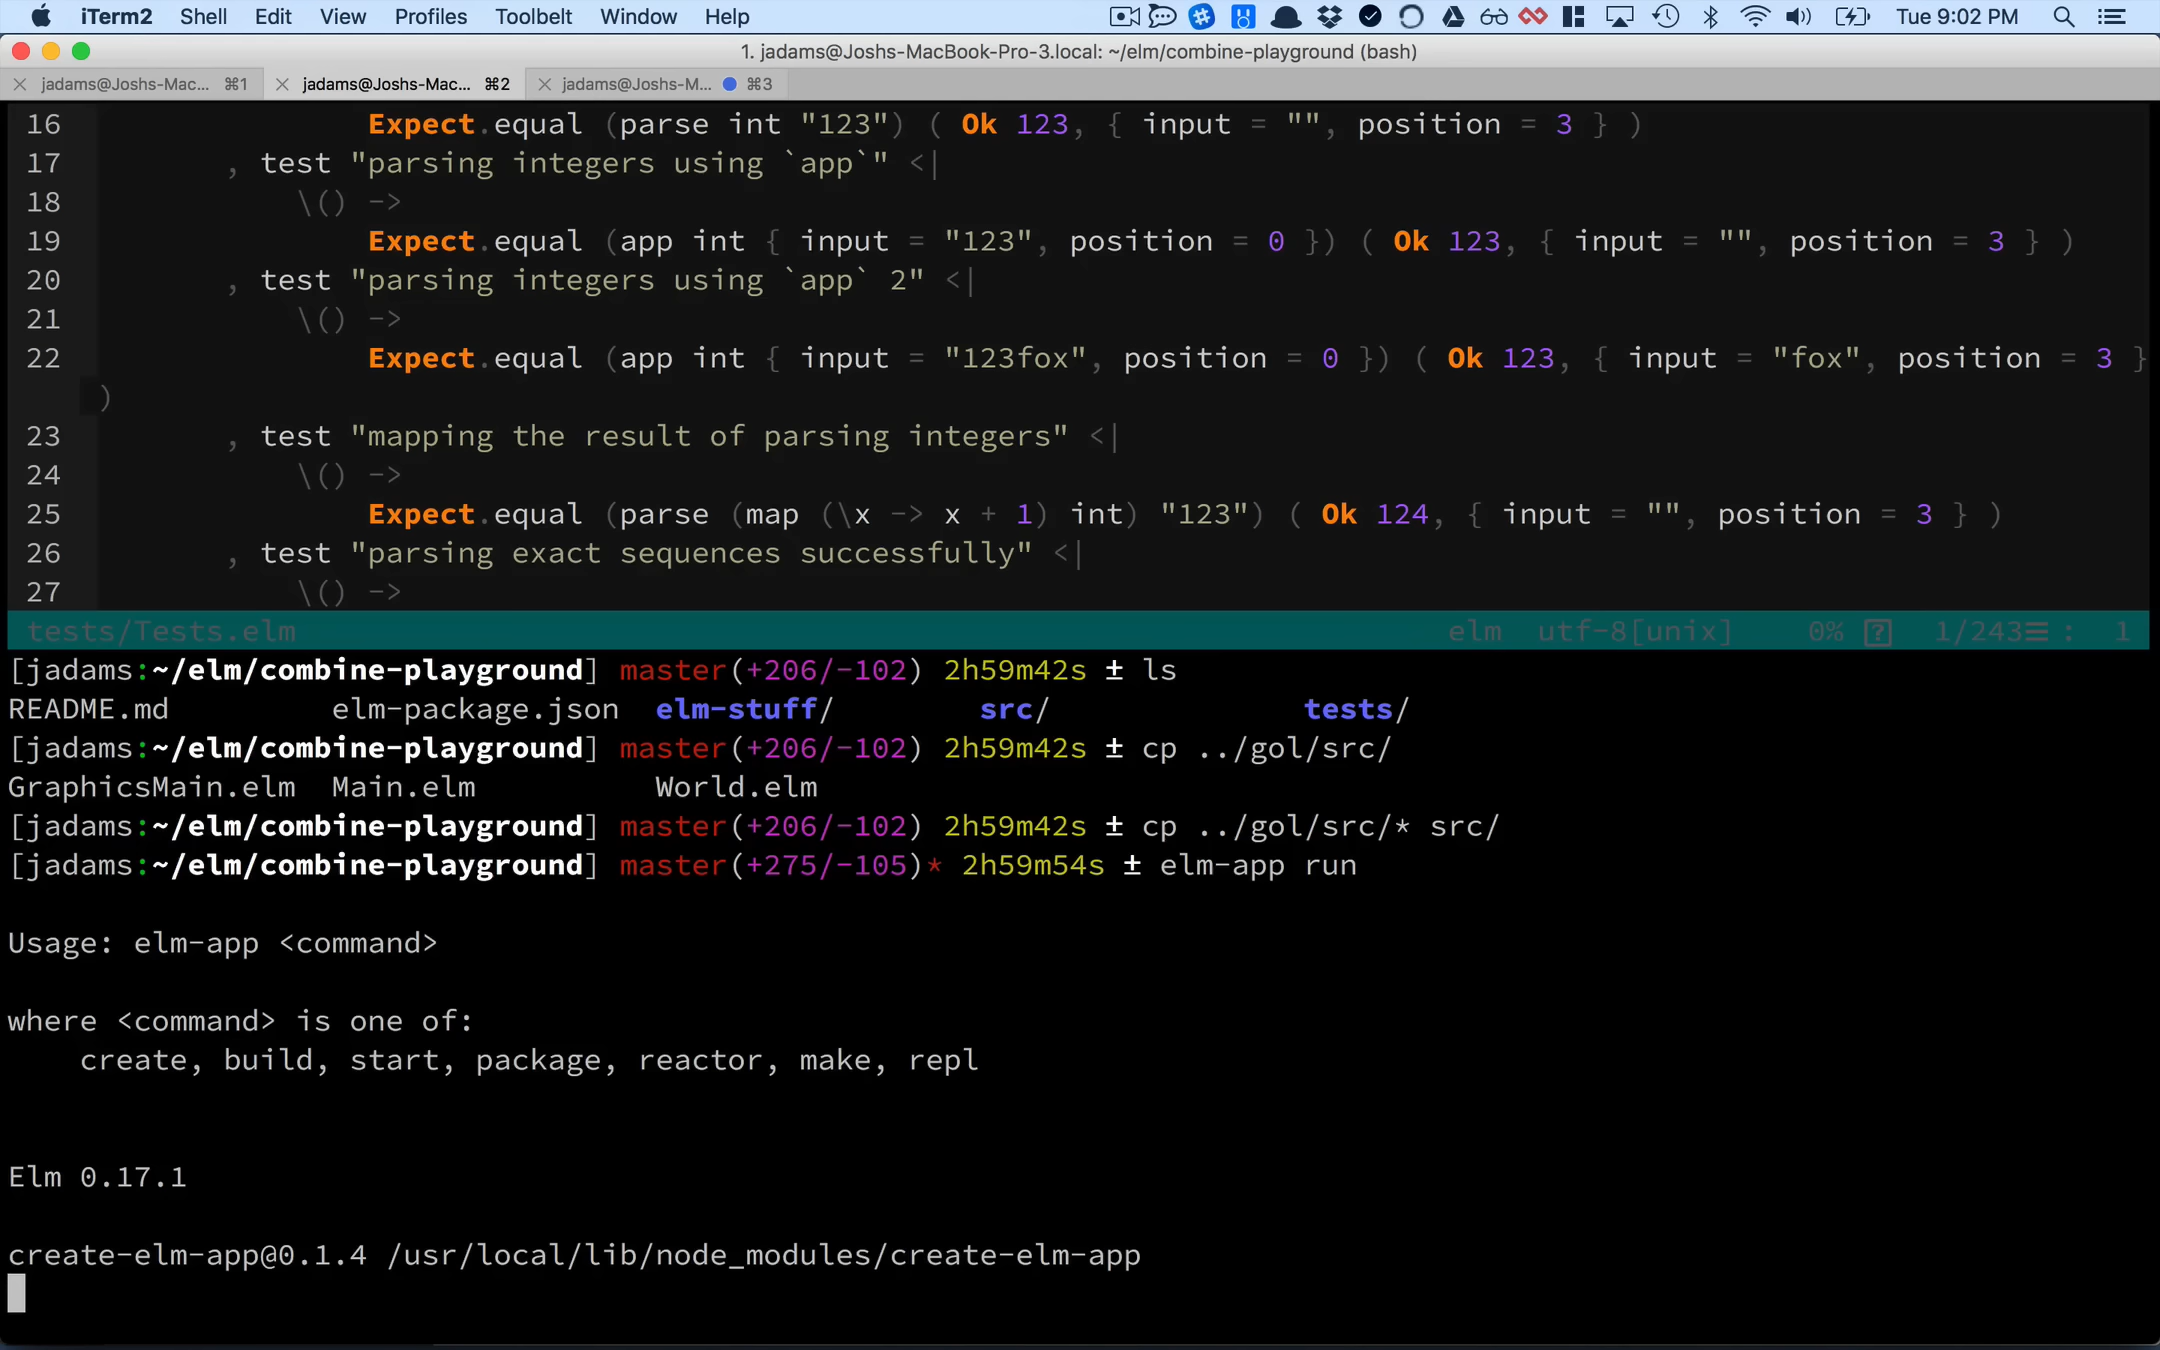 iTerm2 Shell Edit View Profiles Toolbelt Window Help Tue 9:02 PM
1. jadams@Joshs-MacBook-Pro-3.local: ~/elm/combine-playground (bash)
jadams@Joshs-Mac... ⌘1 jadams@Joshs-Mac... ⌘2 jadams@Joshs-M... ⌘3
16 Expect.equal (parse int "123") ( Ok 123, { input = "", position = 3 } )
17 , test "parsing integers using `app`" <|
18 \() ->
19 Expect.equal (app int { input = "123", position = 0 }) ( Ok 123, { input = "", position = 3 } )
20 , test "parsing integers using `app` 2" <|
21 \() ->
22 Expect.equal (app int { input = "123fox", position = 0 }) ( Ok 123, { input = "fox", position = 3 }
)
23 , test "mapping the result of parsing integers" <|
24 \() ->
25 Expect.equal (parse (map (\x -> x + 1) int) "123") ( Ok 124, { input = "", position = 3 } )
26 , test "parsing exact sequences successfully" <|
27 \() ->
tests/Tests.elm elm utf-8[unix] 0% [?] 1/243☰ : 1
[jadams:~/elm/combine-playground] master(+206/-102) 2h59m42s ± ls
README.md elm-package.json elm-stuff/ src/ tests/
[jadams:~/elm/combine-playground] master(+206/-102) 2h59m42s ± cp ../gol/src/
GraphicsMain.elm Main.elm World.elm
[jadams:~/elm/combine-playground] master(+206/-102) 2h59m42s ± cp ../gol/src/* src/
[jadams:~/elm/combine-playground] master(+275/-105)* 2h59m54s ± elm-app run
Usage: elm-app <command>
where <command> is one of:
create, build, start, package, reactor, make, repl
Elm 0.17.1
create-elm-app@0.1.4 /usr/local/lib/node_modules/create-elm-app